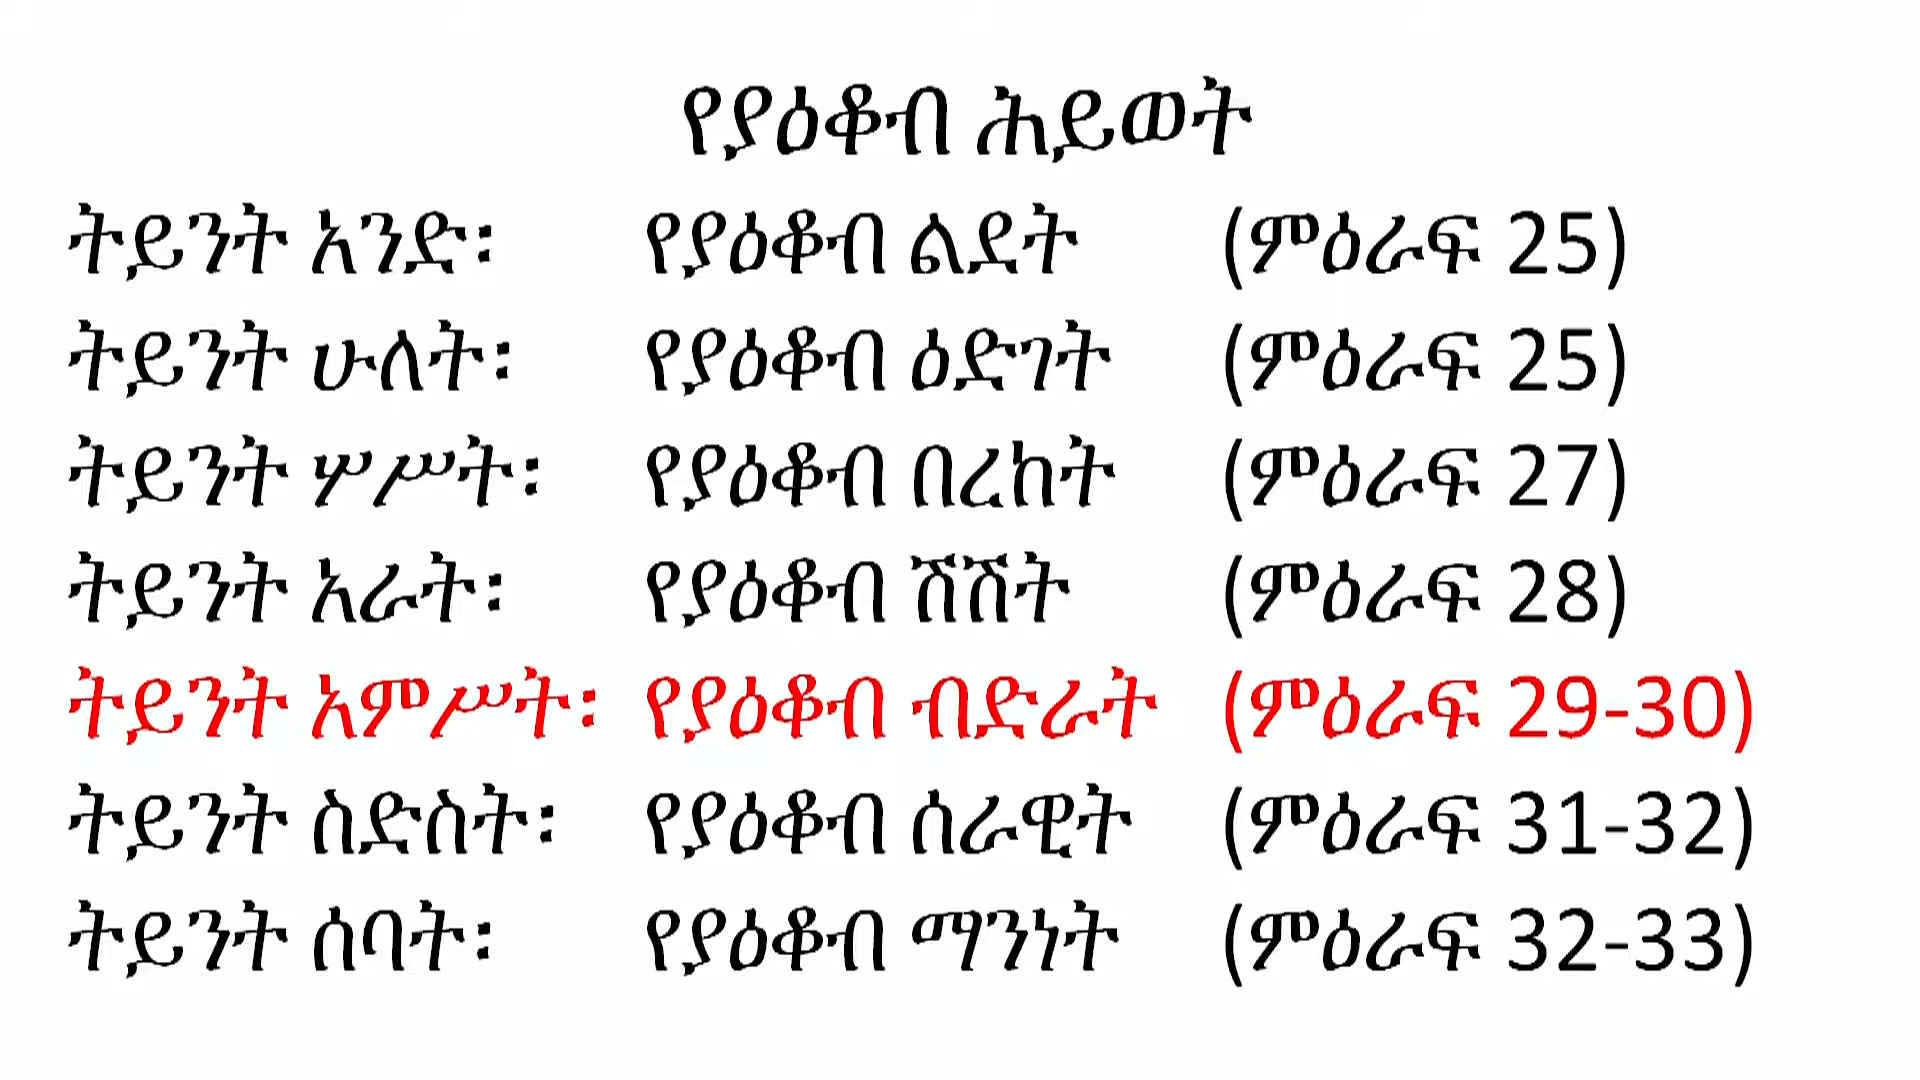 የያዕቆብ ሕይወት
ትይንት አንድ፡ የያዕቆብ ልደት (ምዕራፍ 25)
ትይንት ሁለት፡ የያዕቆብ ዕድገት (ምዕራፍ 25)
ትይንት ሦሥት፡ የያዕቆብ በረከት (ምዕራፍ 27)
ትይንት አራት፡ የያዕቆብ ሽሽት (ምዕራፍ 28)
ትይንት አምሥት፡ የያዕቆብ ብድራት (ምዕራፍ 29-30)
ትይንት ስድስት፡ የያዕቆብ ሰራዊት (ምዕራፍ 31-32)
ትይንት ሰባት፡ የያዕቆብ ማንነት (ምዕራፍ 32-33)